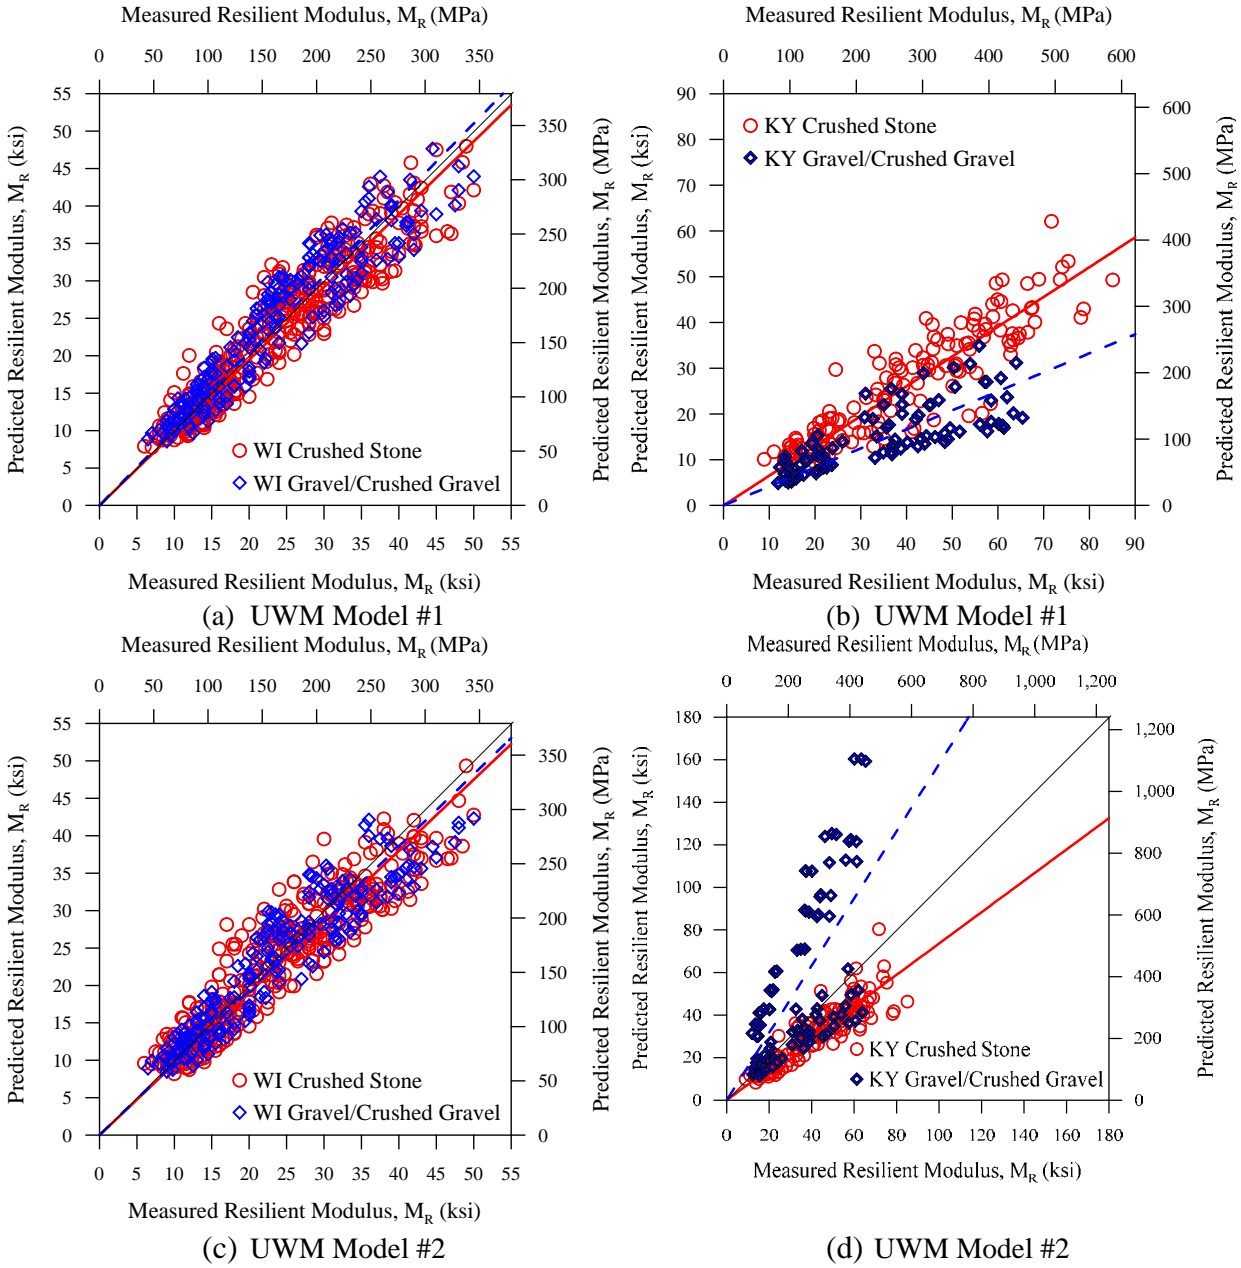 Measured Resilient Modulus, MR (MPa)
0 50 100 150 200 250 300 350
Predicted Resilient Modulus, MR (ksi)
55
50
45
40
35
30
25
20
15
10
5
0
350
300
250
200
150
100
50
0
Predicted Resilient Modulus, MR (MPa)
WI Crushed Stone
WI Gravel/Crushed Gravel
0 5 10 15 20 25 30 35 40 45 50 55
Measured Resilient Modulus, MR (ksi)
(a) UWM Model #1
Measured Resilient Modulus, MR (MPa)
0 100 200 300 400 500 600
Predicted Resilient Modulus, MR (ksi)
90
80
70
60
50
40
30
20
10
0
600
500
400
300
200
100
0
Predicted Resilient Modulus, MR (MPa)
KY Crushed Stone
KY Gravel/Crushed Gravel
0 10 20 30 40 50 60 70 80 90
Measured Resilient Modulus, MR (ksi)
(b) UWM Model #1
Measured Resilient Modulus, MR (MPa)
0 50 100 150 200 250 300 350
Predicted Resilient Modulus, MR (ksi)
55
50
45
40
35
30
25
20
15
10
5
0
350
300
250
200
150
100
50
0
Predicted Resilient Modulus, MR (MPa)
WI Crushed Stone
WI Gravel/Crushed Gravel
0 5 10 15 20 25 30 35 40 45 50 55
Measured Resilient Modulus, MR (ksi)
(c) UWM Model #2
Measured Resilient Modulus, MR (MPa)
0 200 400 600 800 1,000 1,200
Predicted Resilient Modulus, MR (ksi)
180
160
140
120
100
80
60
40
20
0
1,200
1,000
800
600
400
200
0
Predicted Resilient Modulus, MR (MPa)
KY Crushed Stone
KY Gravel/Crushed Gravel
0 20 40 60 80 100 120 140 160 180
Measured Resilient Modulus, MR (ksi)
(d) UWM Model #2